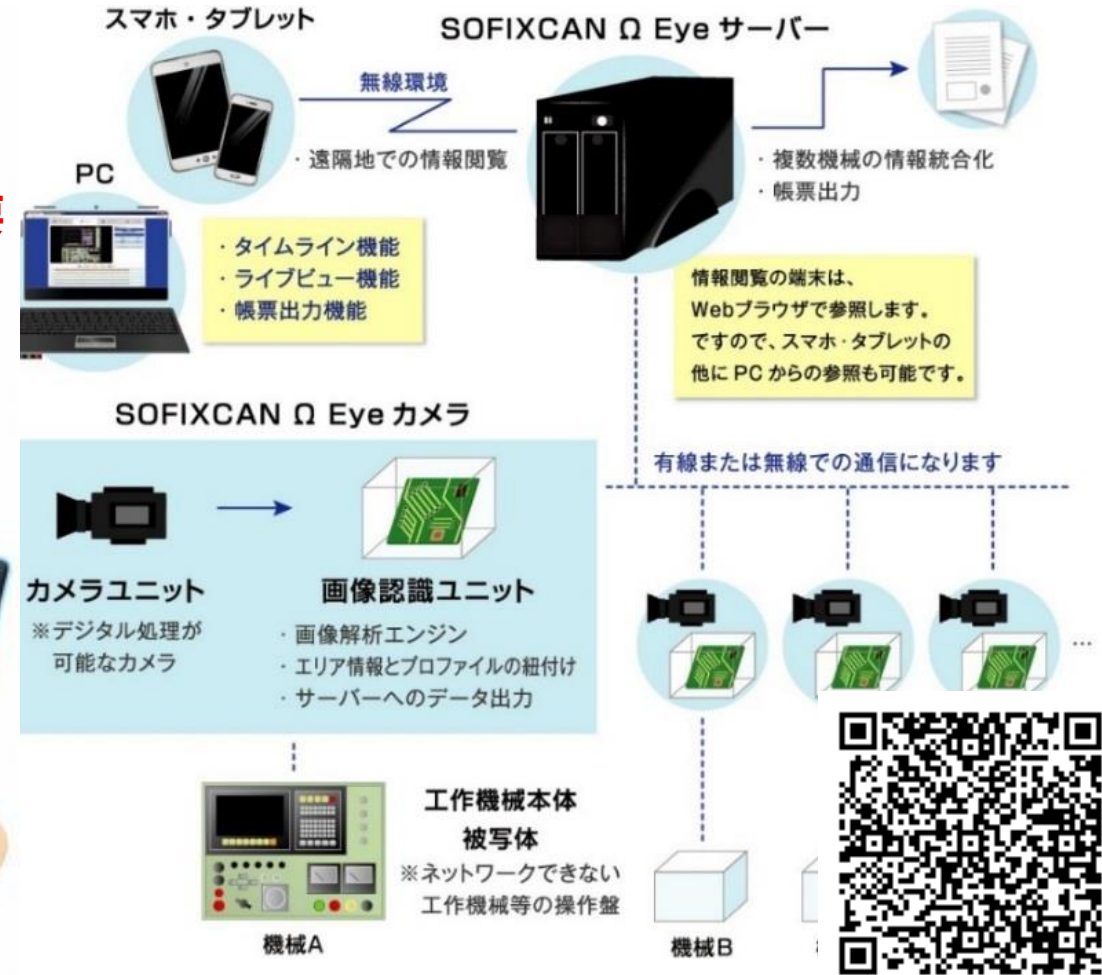 スマホ・タブレット
SOFIXCAN Ω Eye サーバー
無線環境
・遠隔地での情報閲覧
・複数機械の情報統合化
・帳票出力
PC
・タイムライン機能
・ライブビュー機能
・帳票出力機能
情報閲覧の端末は、
Webブラウザで参照します。
ですので、スマホ・タブレットの
他に PC からの参照も可能です。
SOFIXCAN Ω Eye カメラ
有線または無線での通信になります
カメラユニット
※デジタル処理が
可能なカメラ
画像認識ユニット
・画像解析エンジン
・エリア情報とプロファイルの紐付け
・サーバーへのデータ出力
…
工作機械本体
被写体
※ネットワークできない
工作機械等の操作盤
機械A
機械B